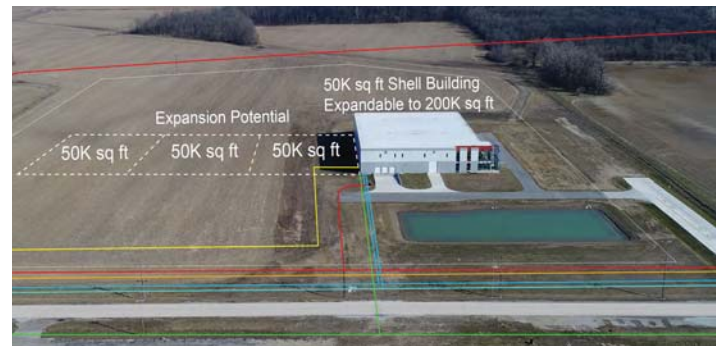 50K sq ft Shell Building
Expandable to 200K sq ft
Expansion Potential
50K sq ft
50K sq ft
50K sq ft